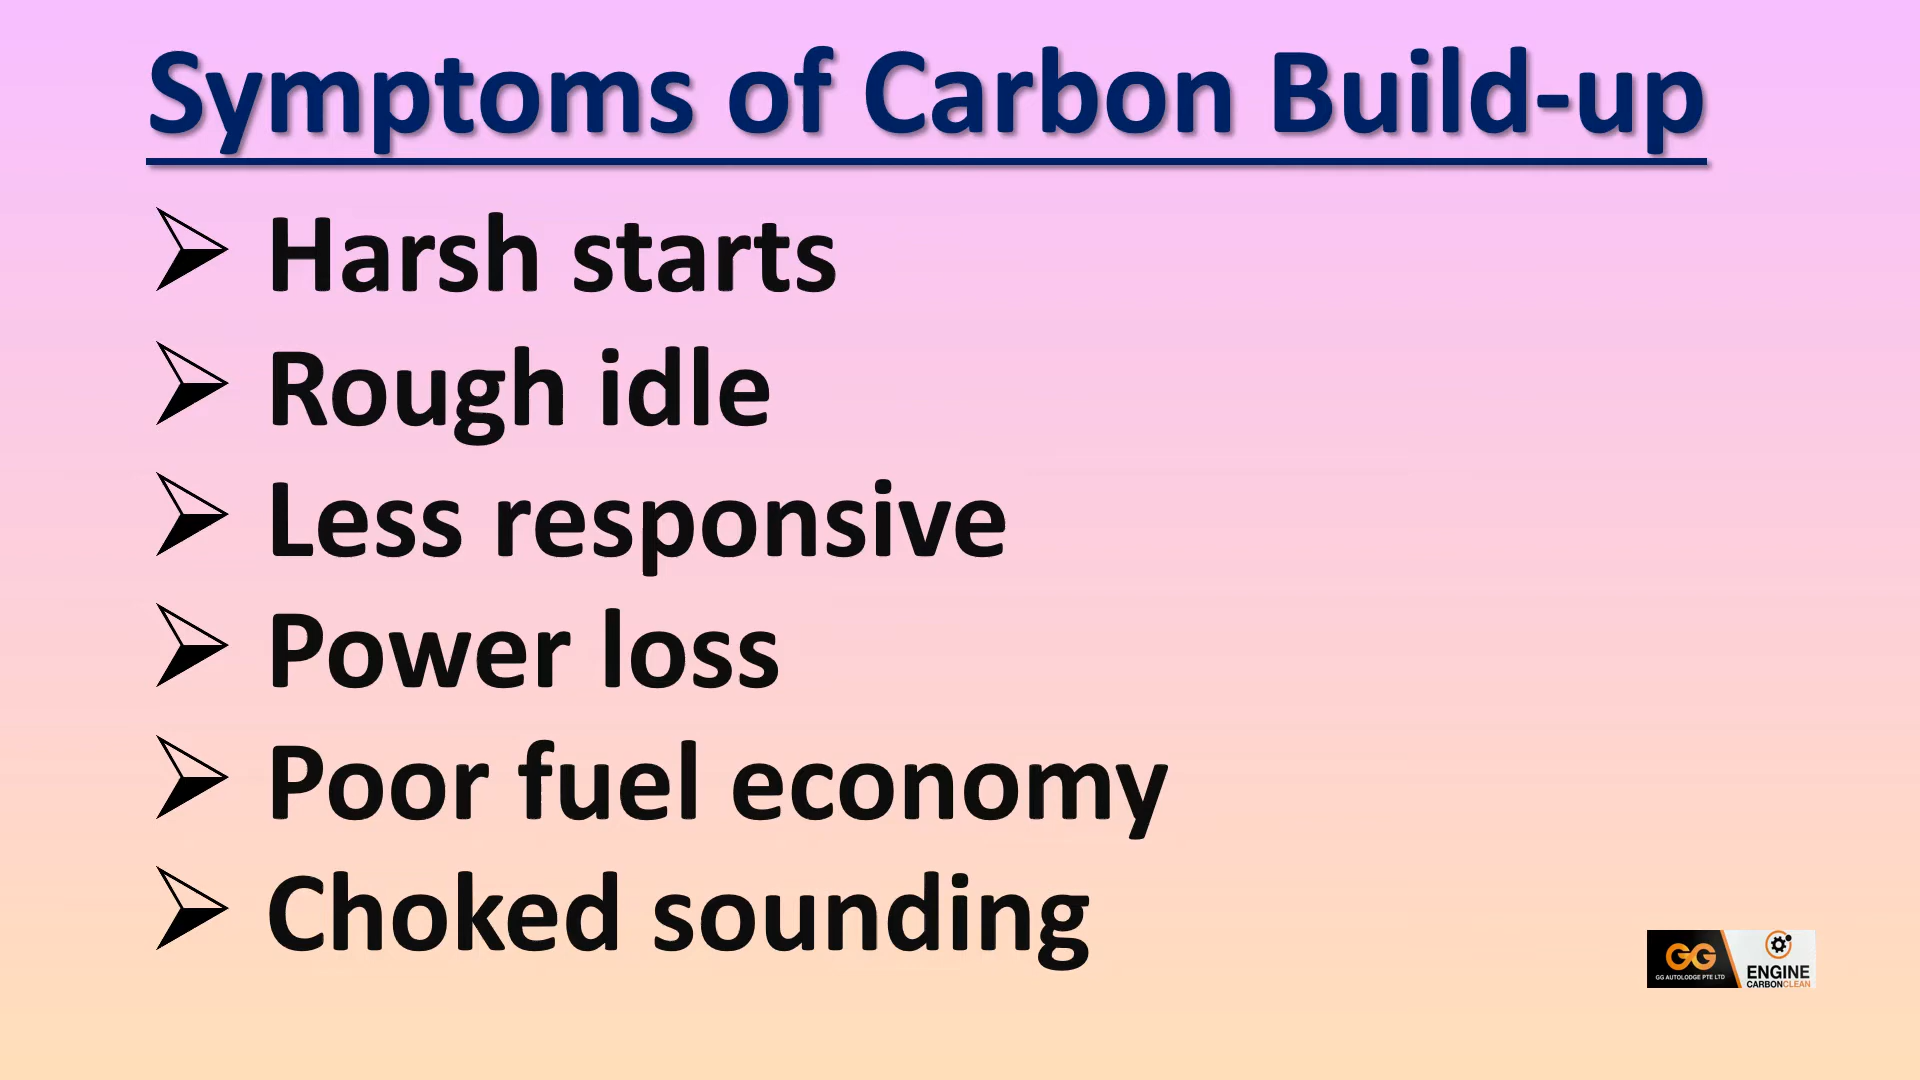 Symptoms of Carbon Build-up
Harsh starts
Rough idle
Less responsive
Power loss
Poor fuel economy
Choked sounding
GG
GG AUTOLODGE PTE LTD
ENGINE
CARBONCLEAN